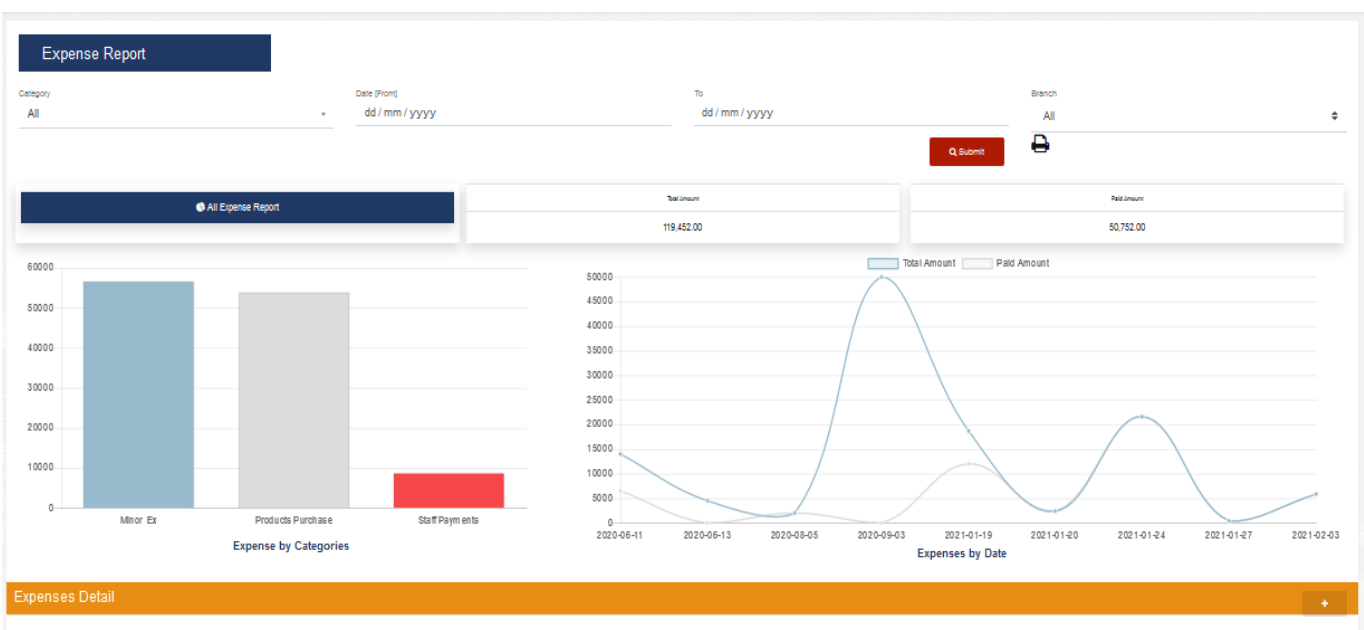 Expense Report
Category
Date [From]
To
Branch
All
dd / mm / yyyy
dd / mm / yyyy
All
Submit
All Expense Report
Total Amount
Paid Amount
119,452.00
50,752.00
60000
50000
40000
30000
20000
10000
0
Minor Ex
Products Purchase
Staff Payments
Expense by Categories
Total Amount
Paid Amount
50000
45000
40000
35000
30000
25000
20000
15000
10000
5000
0
2020-06-11
2020-06-13
2020-08-05
2020-09-03
2021-01-19
2021-01-20
2021-01-24
2021-01-27
2021-02-03
Expenses by Date
Expenses Detail
+